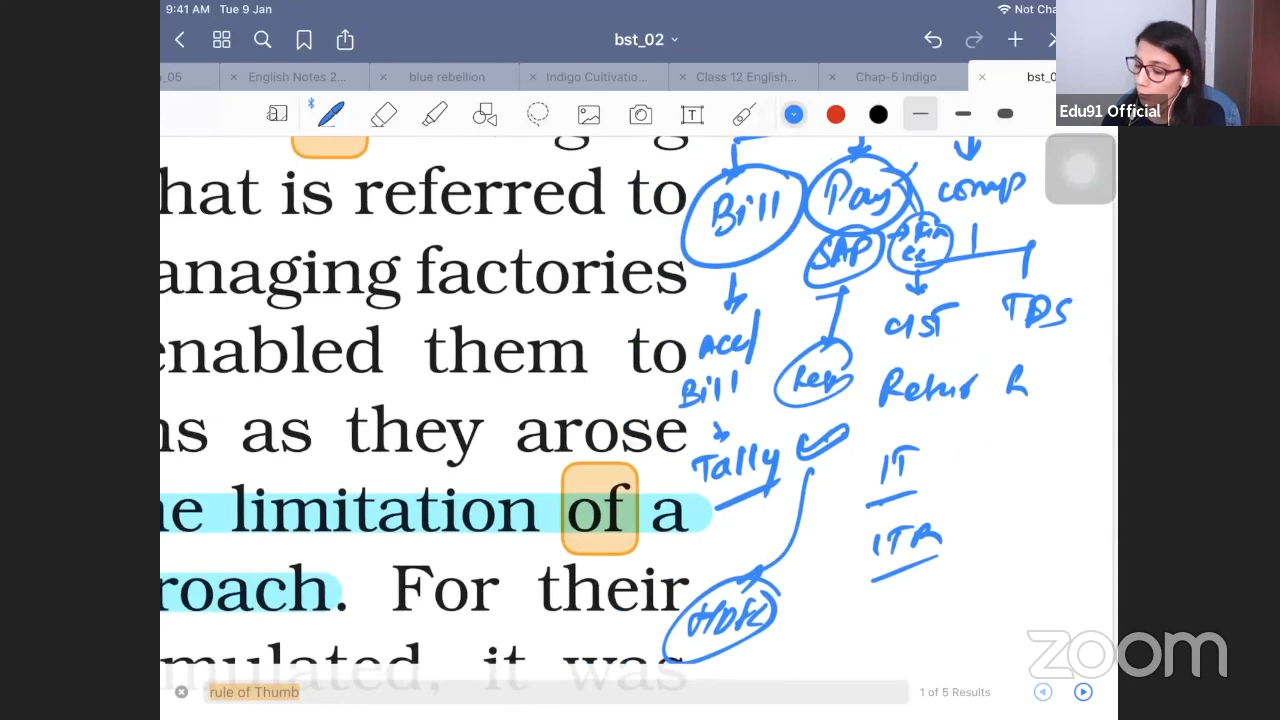 9:41 AM Tue 9 Jan
Not Cha
bst_02
_05
English Notes 2...
blue rebellion
Indigo Cultivatio...
Class 12 English...
Chap-5 Indigo
bst_0
Edu91 Official
hat is referred to
anaging factories
enabled them to
ns as they arose
ne limitation of a
roach. For their
mulated, it was
Bill
Pay
comp
SAP
GST
TDS
Acc/
Bill
Tally
Return R
IT
ITR
HDFC
rule of Thumb
1 of 5 Results
zoom